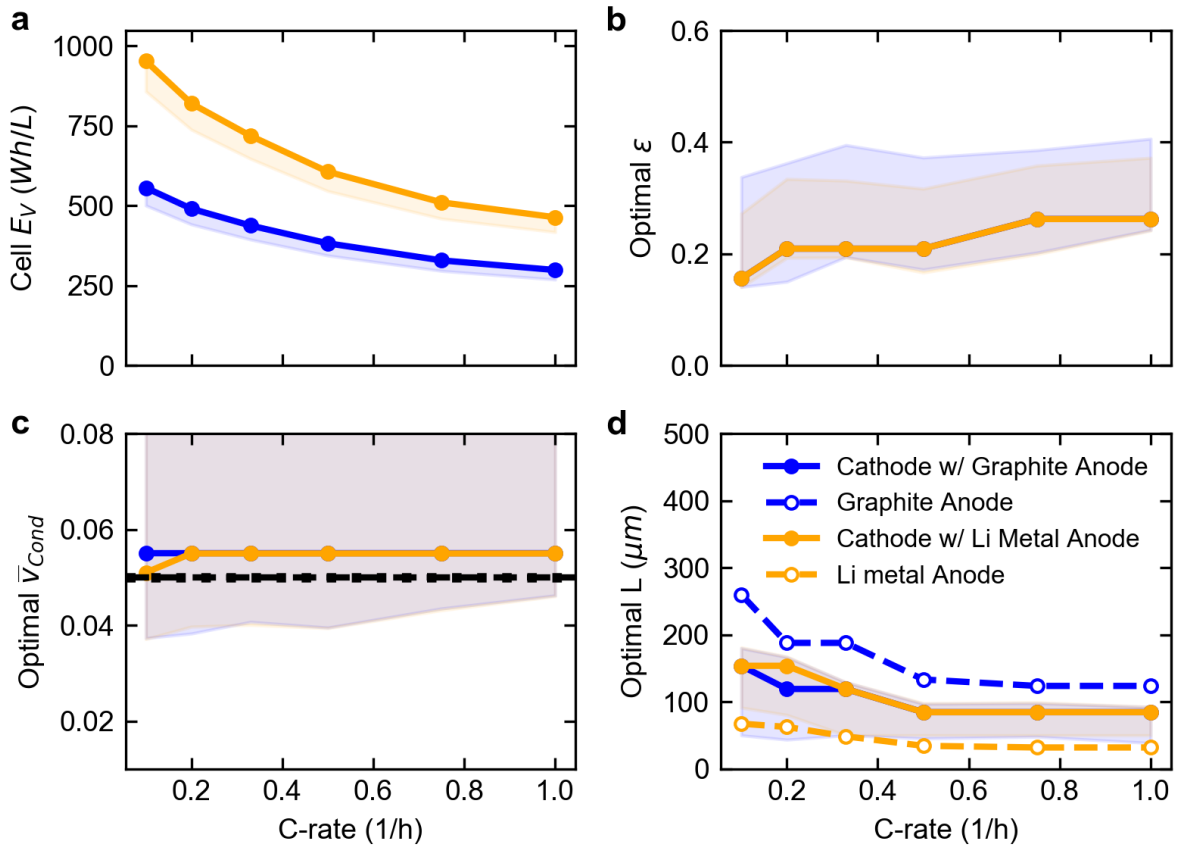 a
1000
750
500
250
0
Cell E_V (Wh/L)
b
0.6
0.4
0.2
0.0
Optimal ε
c
0.08
0.06
0.04
0.02
Optimal v̅_Cond
0.2 0.4 0.6 0.8 1.0
C-rate (1/h)
d
500
400
300
200
100
0
Optimal L (μm)
Cathode w/ Graphite Anode
Graphite Anode
Cathode w/ Li Metal Anode
Li metal Anode
0.2 0.4 0.6 0.8 1.0
C-rate (1/h)